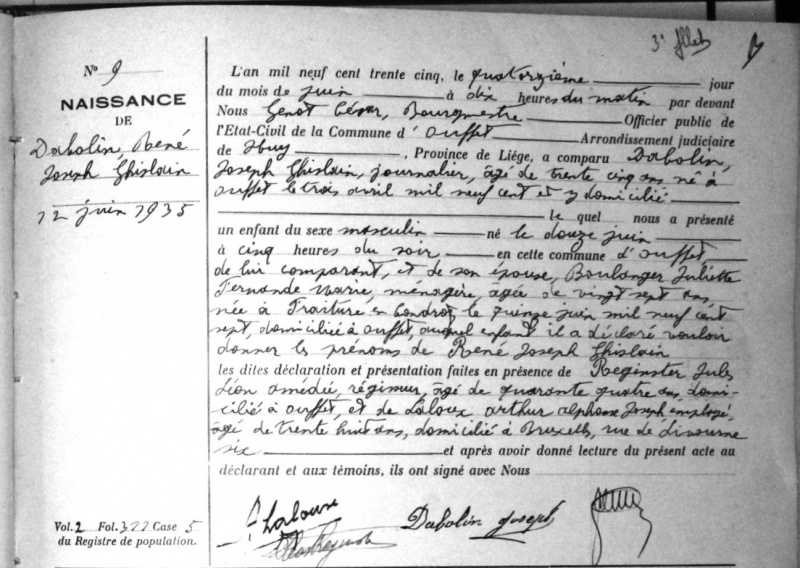 3e
N° 9
NAISSANCE
DE
Dabolin, René
Joseph Ghislain
12 juin 1935
Vol. 2 Fol. 322 Case 5
du Registre de population.
L'an mil neuf cent trente cinq, le quatorzième jour
du mois de juin à dix heures du matin par devant
Nous Genot César, Bourgmestre Officier public de
l'Etat-Civil de la Commune d'Ouffet Arrondissement judiciaire
de Huy, Province de Liége, a comparu Dabolin,
Joseph Ghislain, journalier, âgé de trente cinq ans né à
Ouffet le trois avril mil neuf cent et y domicilié
le quel nous a présenté
un enfant du sexe masculin né le douze juin
à cinq heures du soir en cette commune d'Ouffet,
de lui comparant, et de son épouse, Boulanger Juliette
Fernande Marie, ménagère, âgée de vingt sept ans,
née à Fraiture en Condroz le quinze juin mil neuf cent
sept, domiciliée à Ouffet, auquel enfant il a déclaré vouloir
donner les prénoms de René Joseph Ghislain
les dites déclaration et présentation faites en présence de Reginster Jules
Léon Amédée, âgé de quarante quatre ans, domi-
cilié à Ouffet, et de Laloux Arthur Alphonse Joseph employé,
âgé de trente huit ans, domicilié à Bruxelles, rue de
six et après avoir donné lecture du présent acte au
déclarant et aux témoins, ils ont signé avec Nous
Laloux
Dabolin Joseph